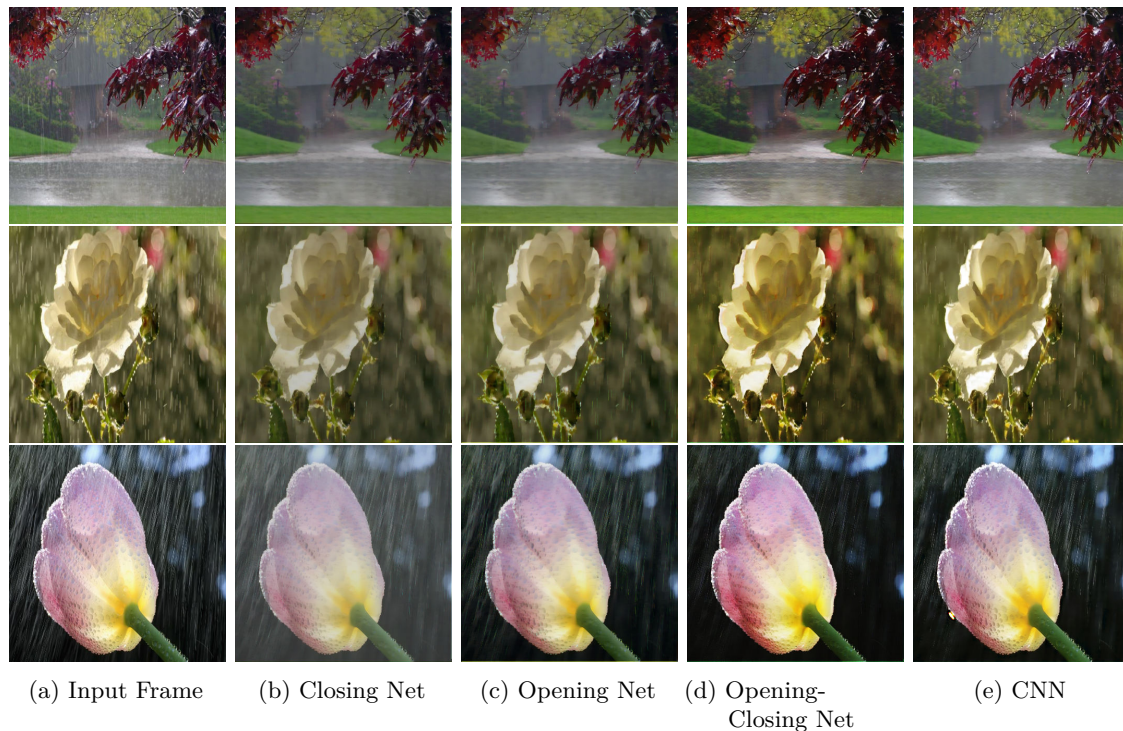 (a) Input Frame
(b) Closing Net
(c) Opening Net
(d) Opening-
Closing Net
(e) CNN